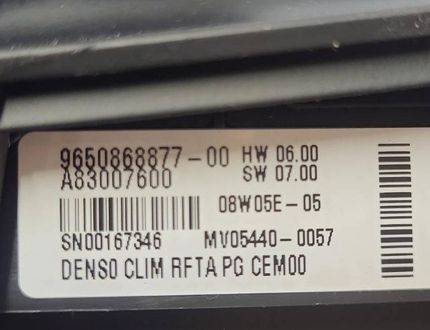 9650868877-00 HW 06.00
A83007600 SW 07.00
08W05E-05
SN00167346 MV05440-0057
DENSO CLIM RFTA PG CEM00